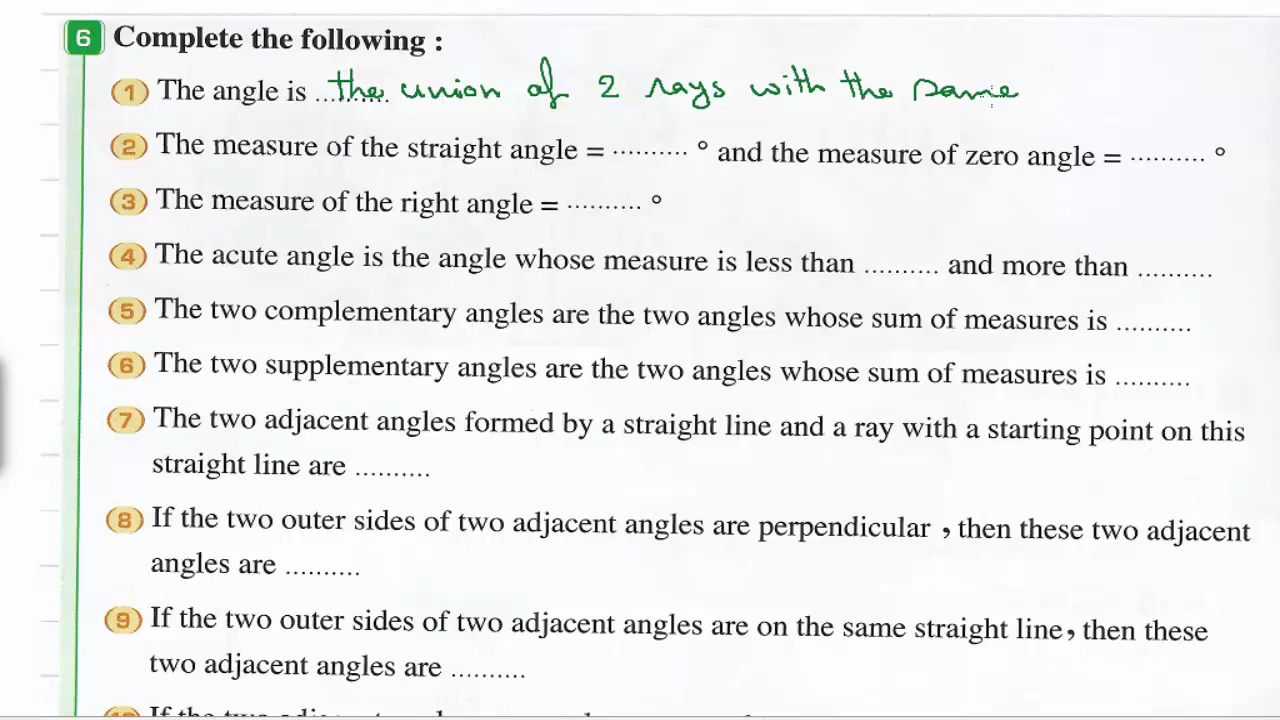 6 Complete the following :
1 The angle is .......... the union of 2 rays with the same
2 The measure of the straight angle = .......... ° and the measure of zero angle = .......... °
3 The measure of the right angle = .......... °
4 The acute angle is the angle whose measure is less than .......... and more than ..........
5 The two complementary angles are the two angles whose sum of measures is ..........
6 The two supplementary angles are the two angles whose sum of measures is ..........
7 The two adjacent angles formed by a straight line and a ray with a starting point on this
straight line are ..........
8 If the two outer sides of two adjacent angles are perpendicular , then these two adjacent
angles are ..........
9 If the two outer sides of two adjacent angles are on the same straight line, then these
two adjacent angles are ..........